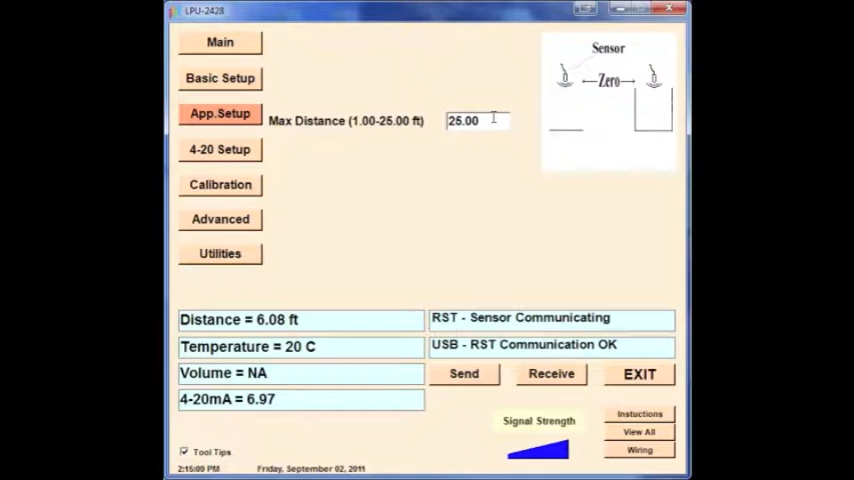 LPU-2428
Main
Basic Setup
App.Setup
4-20 Setup
Calibration
Advanced
Utilities
Max Distance (1.00-25.00 ft)
25.00
Sensor
Zero
Distance = 6.08 ft
Temperature = 20 C
Volume = NA
4-20mA = 6.97
RST - Sensor Communicating
USB - RST Communication OK
Send
Receive
EXIT
Signal Strength
Instuctions
View All
Wiring
Tool Tips
2:15:09 PM
Friday, September 02, 2011